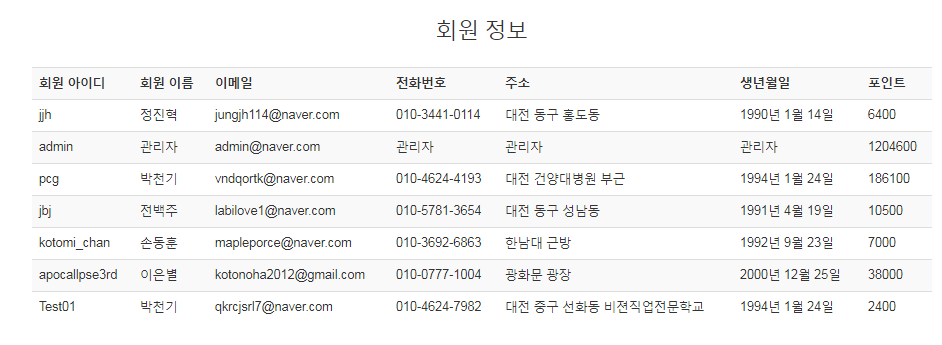 회원 정보
회원 아이디 회원 이름 이메일 전화번호 주소 생년월일 포인트
jjh 정진혁 jungjh114@naver.com 010-3441-0114 대전 동구 홍도동 1990년 1월 14일 6400
admin 관리자 admin@naver.com 관리자 관리자 관리자 1204600
pcg 박천기 vndqortk@naver.com 010-4624-4193 대전 건양대병원 부근 1994년 1월 24일 186100
jbj 전백주 labilove1@naver.com 010-5781-3654 대전 동구 성남동 1991년 4월 19일 10500
kotomi_chan 손동훈 mapleporce@naver.com 010-3692-6863 한남대 근방 1992년 9월 23일 7000
apocallpse3rd 이은별 kotonoha2012@gmail.com 010-0777-1004 광화문 광장 2000년 12월 25일 38000
Test01 박천기 qkrcjsrl7@naver.com 010-4624-7982 대전 중구 선화동 비젼직업전문학교 1994년 1월 24일 2400